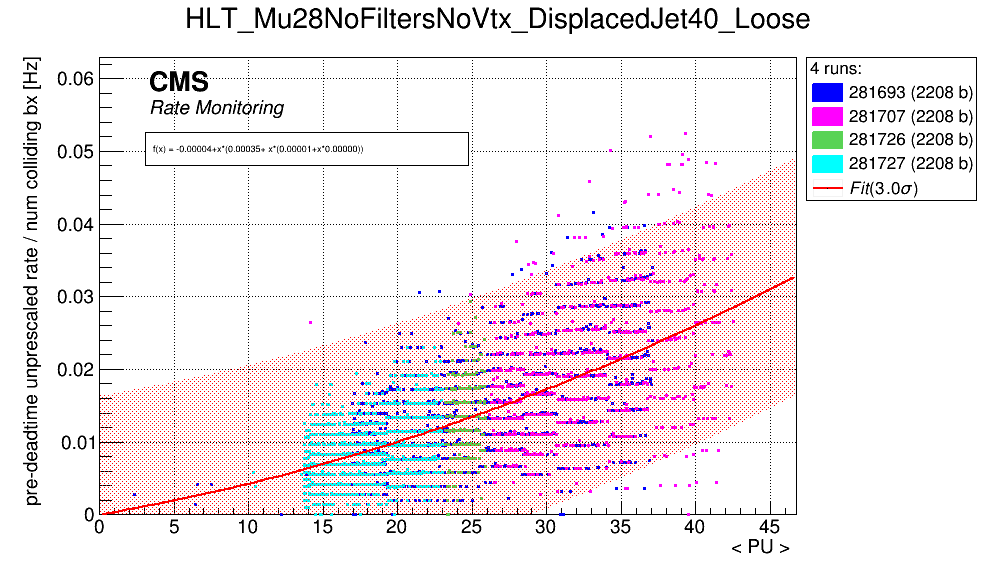 HLT_Mu28NoFiltersNoVtx_DisplacedJet40_Loose
pre-deadtime unprescaled rate / num colliding bx [Hz]
CMS
Rate Monitoring
f(x) = -0.00004+x*(0.00035+ x*(0.00001+x*0.00000))
4 runs:
281693 (2208 b)
281707 (2208 b)
281726 (2208 b)
281727 (2208 b)
Fit(3.0σ)
0.06
0.05
0.04
0.03
0.02
0.01
0
0 5 10 15 20 25 30 35 40 45
< PU >